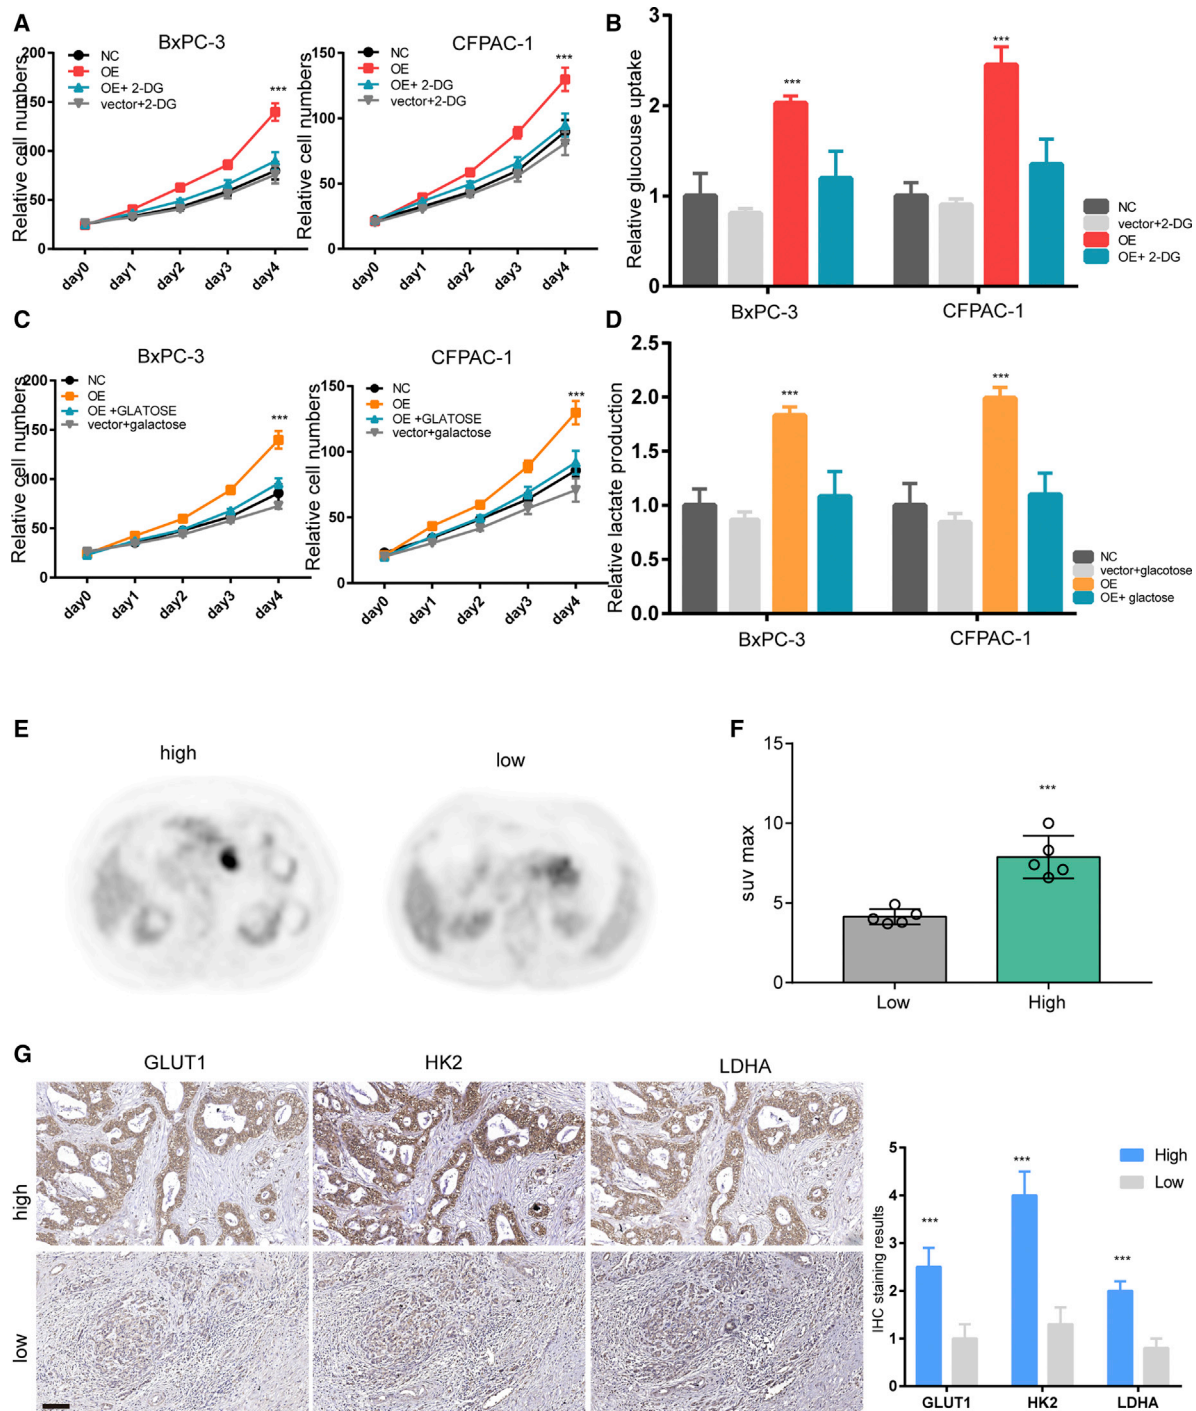 A
BxPC-3
Relative cell numbers
200
150
100
50
0
NC
OE
OE+ 2-DG
vector+2-DG
***
day0
day1
day2
day3
day4
CFPAC-1
Relative cell numbers
150
100
50
0
NC
OE
OE+ 2-DG
vector+2-DG
***
day0
day1
day2
day3
day4
B
Relative glucouse uptake
3
2
1
0
***
***
BxPC-3
CFPAC-1
NC
vector+2-DG
OE
OE+ 2-DG
C
BxPC-3
Relative cell numbers
200
150
100
50
0
NC
OE
OE +GLATOSE
vector+galactose
***
day0
day1
day2
day3
day4
CFPAC-1
Relative cell numbers
150
100
50
0
NC
OE
OE +GLATOSE
vector+galactose
***
day0
day1
day2
day3
day4
D
Relative lactate production
2.5
2.0
1.5
1.0
0.5
0.0
***
***
BxPC-3
CFPAC-1
NC
vector+glacotose
OE
OE+ glactose
E
high
low
F
suv max
15
10
5
0
***
Low
High
G
GLUT1
HK2
LDHA
high
low
IHC staining results
5
4
3
2
1
0
***
***
***
High
Low
GLUT1
HK2
LDHA